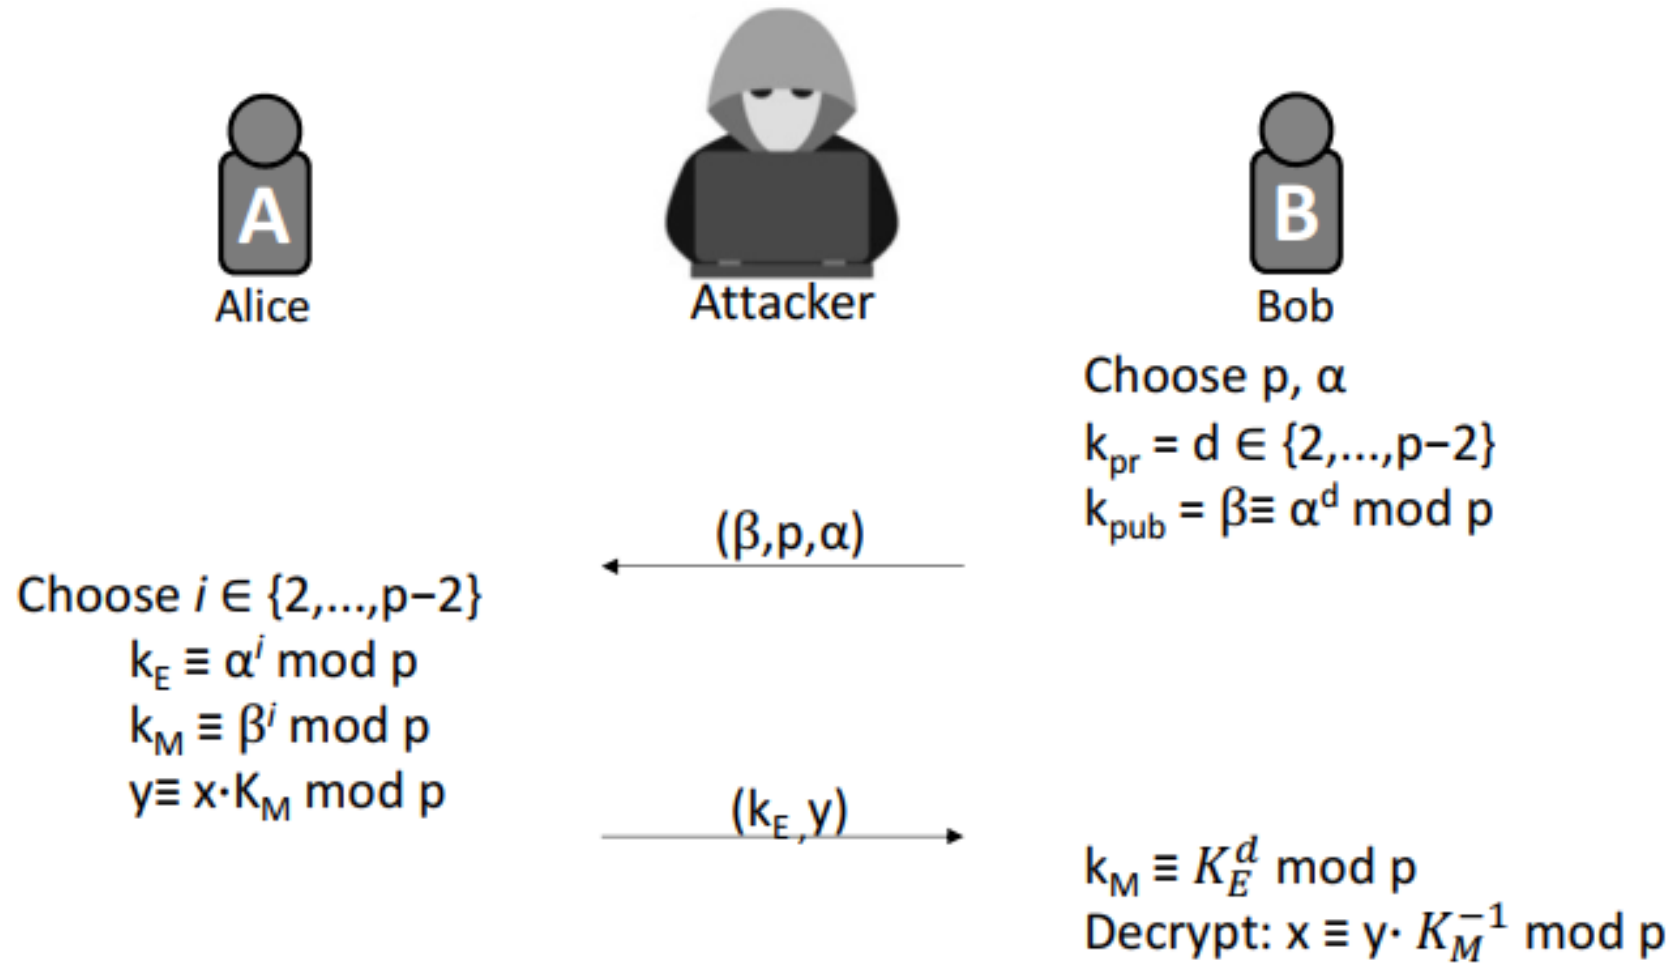 A
B
Alice
Attacker
Bob
Choose p, α
k_pr = d ∈ {2,...,p−2}
k_pub = β≡ α^d mod p
(β,p,α)
Choose i ∈ {2,...,p−2}
k_E ≡ α^i mod p
k_M ≡ β^i mod p
y≡ x·K_M mod p
(k_E,y)
k_M ≡ K_E^d mod p
Decrypt: x ≡ y· K_M^−1 mod p